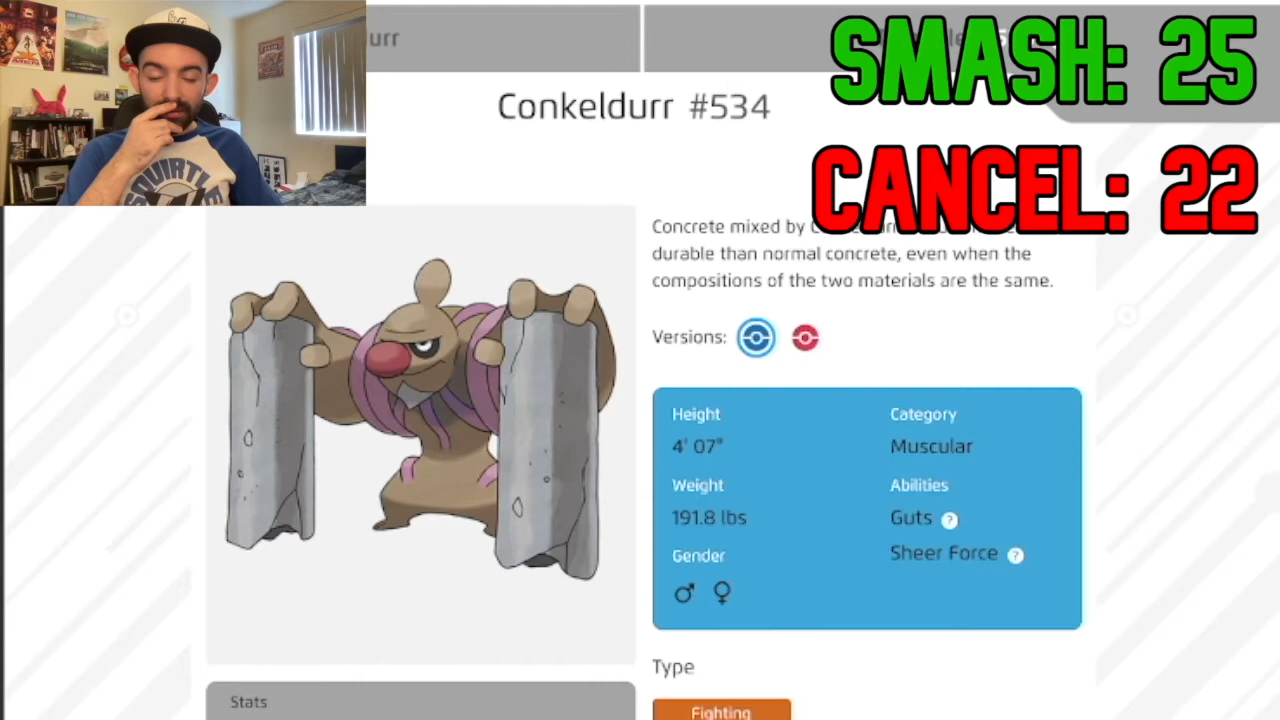 SMASH: 25
CANCEL: 22
SQUIRTLE
Conkeldurr #534
Concrete mixed by
durable than normal concrete, even when the
compositions of the two materials are the same.
Versions:
Height
4' 07"
Weight
191.8 lbs
Gender
Category
Muscular
Abilities
Guts ?
Sheer Force ?
Type
Fighting
Stats